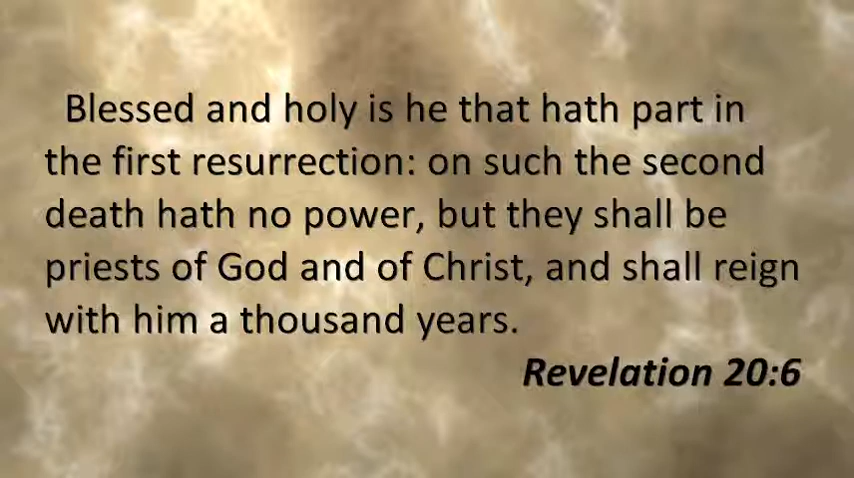 Blessed and holy is he that hath part in
the first resurrection: on such the second
death hath no power, but they shall be
priests of God and of Christ, and shall reign
with him a thousand years.
Revelation 20:6